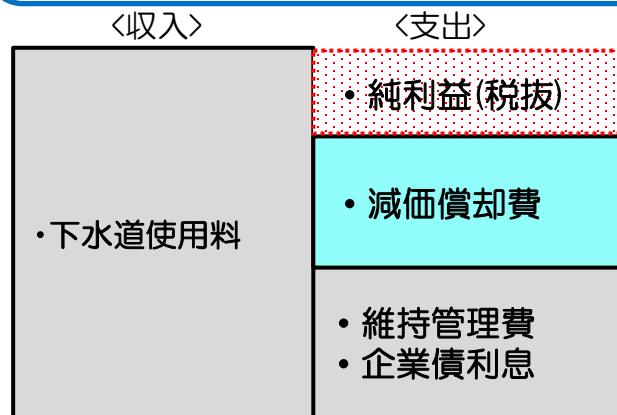 <収入>
<支出>
・純利益(税抜)
・減価償却費
・下水道使用料
・維持管理費
・企業債利息